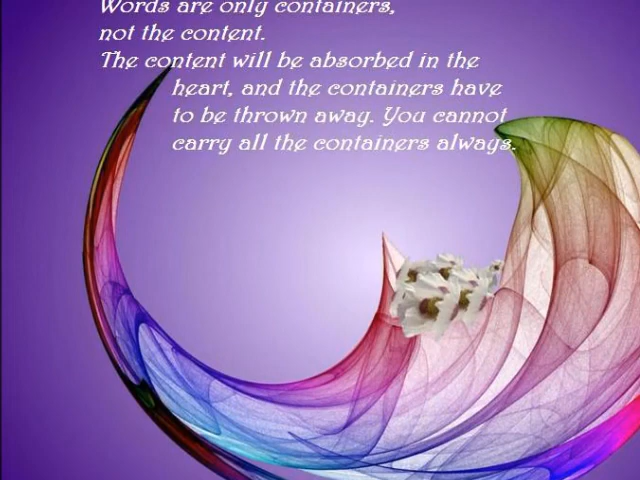 Words are only containers,
not the content.
The content will be absorbed in the
heart, and the containers have
to be thrown away. You cannot
carry all the containers always.